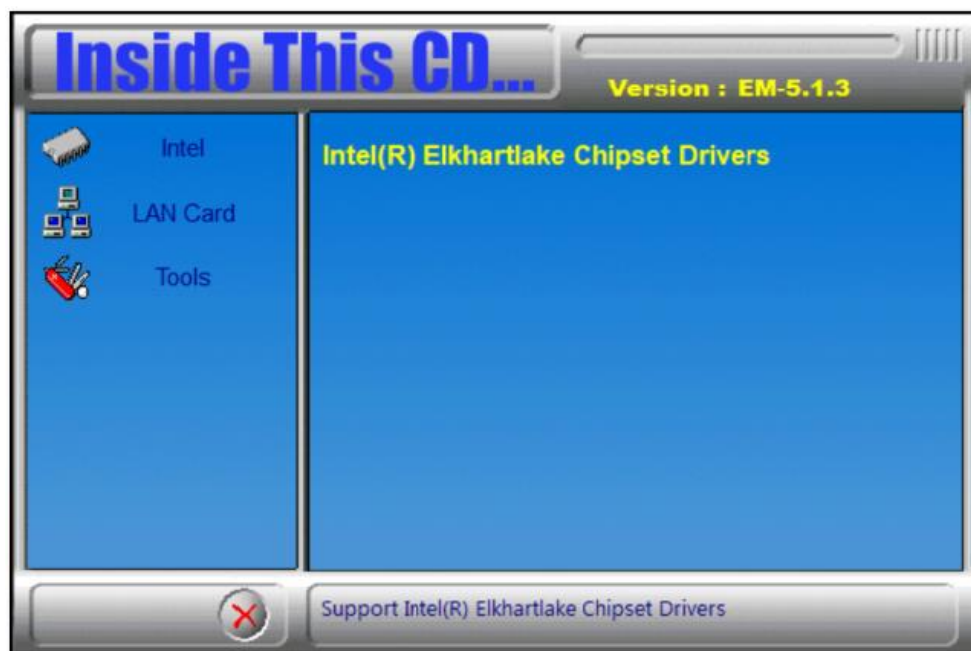 Inside This CD...
Version : EM-5.1.3
Intel
LAN Card
Tools
Intel(R) Elkhartlake Chipset Drivers
Support Intel(R) Elkhartlake Chipset Drivers